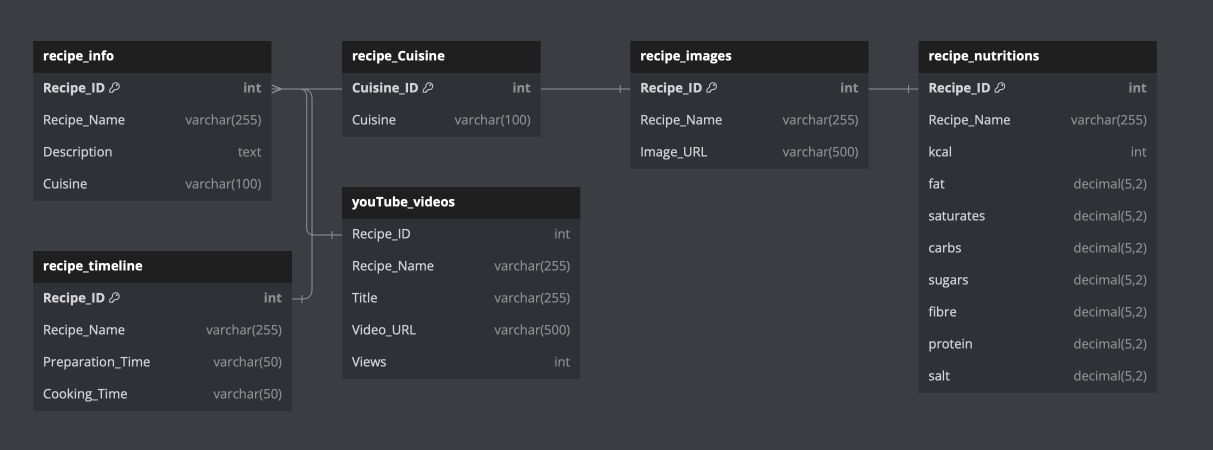 recipe_info
Recipe_ID int
Recipe_Name varchar(255)
Description text
Cuisine varchar(100)
recipe_Cuisine
Cuisine_ID int
Cuisine varchar(100)
recipe_images
Recipe_ID int
Recipe_Name varchar(255)
Image_URL varchar(500)
recipe_nutritions
Recipe_ID int
Recipe_Name varchar(255)
kcal int
fat decimal(5,2)
saturates decimal(5,2)
carbs decimal(5,2)
sugars decimal(5,2)
fibre decimal(5,2)
protein decimal(5,2)
salt decimal(5,2)
recipe_timeline
Recipe_ID int
Recipe_Name varchar(255)
Preparation_Time varchar(50)
Cooking_Time varchar(50)
youTube_videos
Recipe_ID int
Recipe_Name varchar(255)
Title varchar(255)
Video_URL varchar(500)
Views int